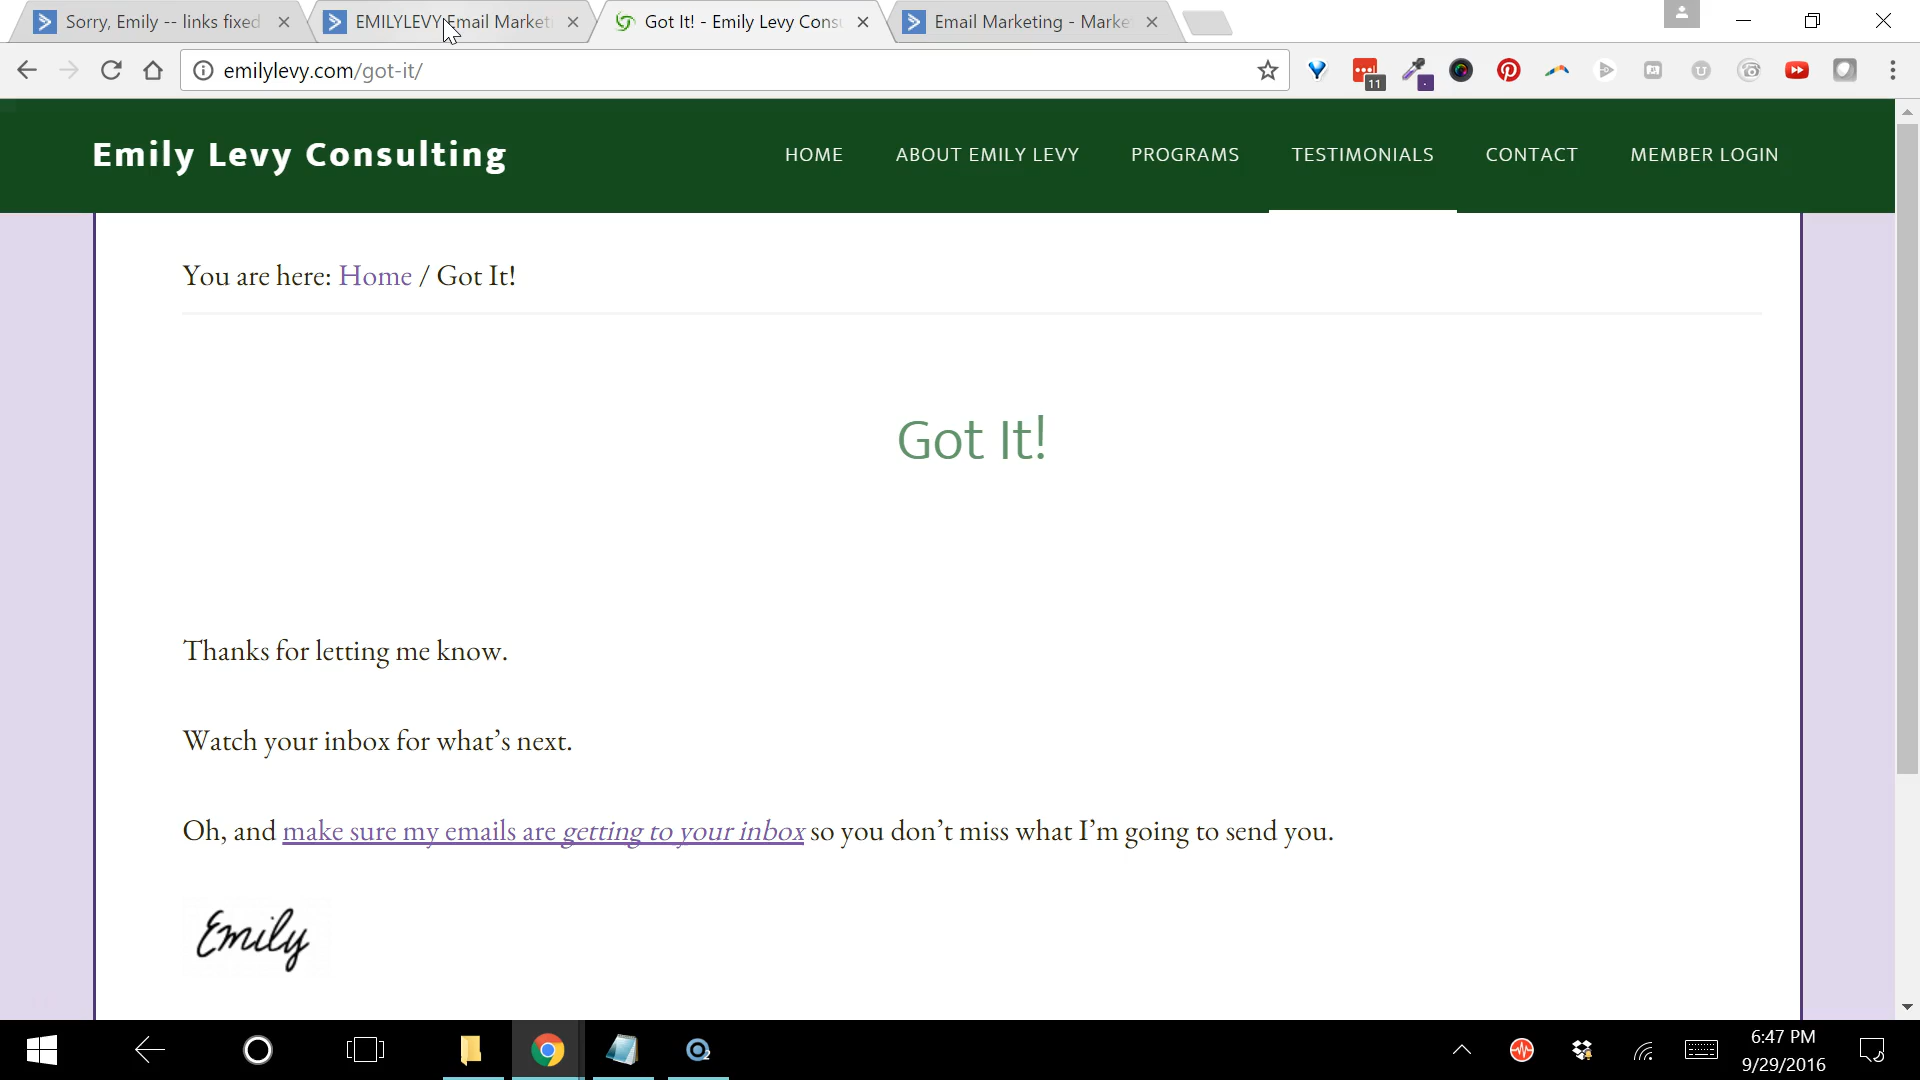 Sorry, Emily -- links fixed
EMILYLEVY Email Marketi
Got It! - Emily Levy Consu
Email Marketing - Marke
emilylevy.com/got-it/
11
Emily Levy Consulting
HOME
ABOUT EMILY LEVY
PROGRAMS
TESTIMONIALS
CONTACT
MEMBER LOGIN
You are here: Home / Got It!
Got It!
Thanks for letting me know.
Watch your inbox for what’s next.
Oh, and make sure my emails are getting to your inbox so you don’t miss what I’m going to send you.
Emily
6:47 PM
9/29/2016